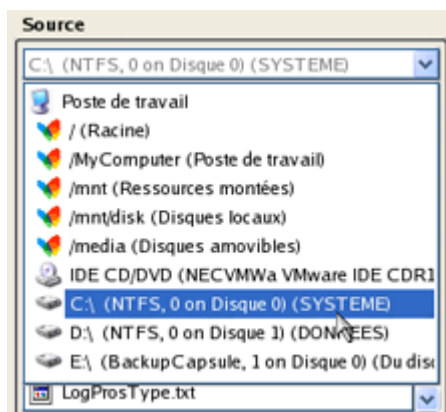 Source
C:\ (NTFS, 0 on Disque 0) (SYSTEME)
Poste de travail
/ (Racine)
/MyComputer (Poste de travail)
/mnt (Ressources montées)
/mnt/disk (Disques locaux)
/media (Disques amovibles)
IDE CD/DVD (NECVMWa VMware IDE CDR1
C:\ (NTFS, 0 on Disque 0) (SYSTEME)
D:\ (NTFS, 0 on Disque 1) (DONNEES)
E:\ (BackupCapsule, 1 on Disque 0) (Du disq
LogProsType.txt